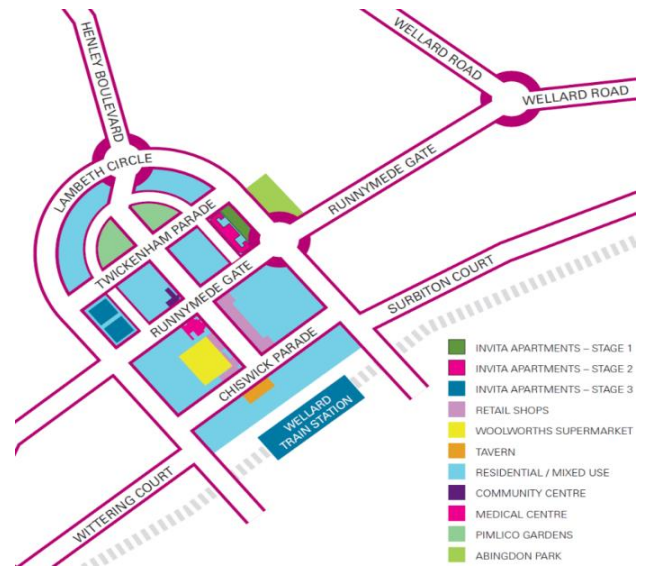 HENLEY BOULEVARD
WELLARD ROAD
WELLARD ROAD
LAMBETH CIRCLE
RUNNYMEDE GATE
TWICKENHAM PARADE
RUNNYMEDE GATE
SURBITON COURT
CHISWICK PARADE
WELLARD
TRAIN STATION
WITTERING COURT
INVITA APARTMENTS – STAGE 1
INVITA APARTMENTS – STAGE 2
INVITA APARTMENTS – STAGE 3
RETAIL SHOPS
WOOLWORTHS SUPERMARKET
TAVERN
RESIDENTIAL / MIXED USE
COMMUNITY CENTRE
MEDICAL CENTRE
PIMLICO GARDENS
ABINGDON PARK